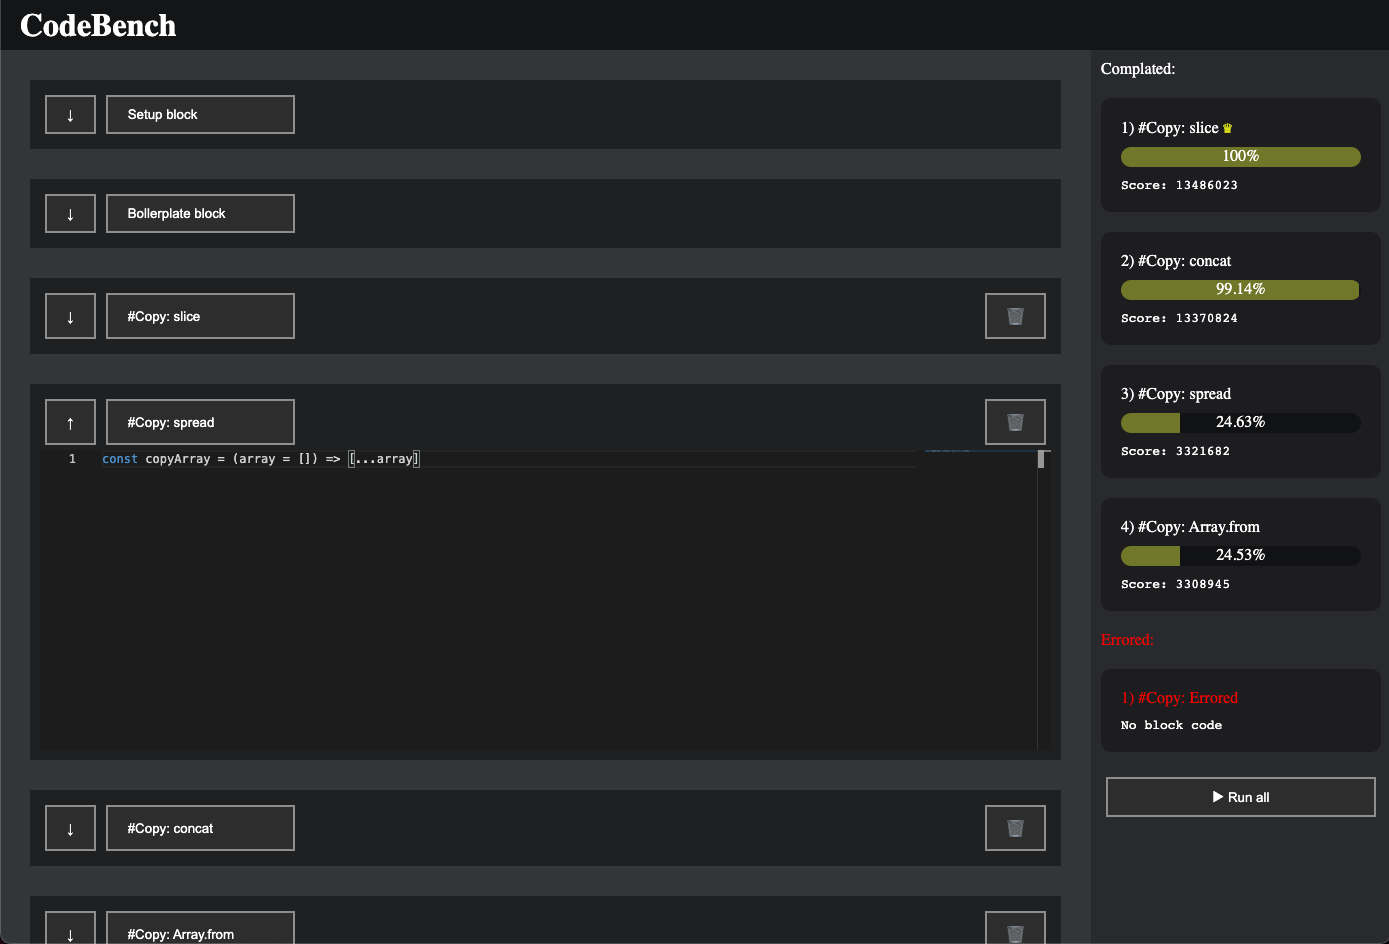 CodeBench
↓ Setup block
↓ Bollerplate block
↓ #Copy: slice
↑ #Copy: spread
1 const copyArray = (array = []) => [...array]
↓ #Copy: concat
↓ #Copy: Array.from
Complated:
1) #Copy: slice ♛
100%
Score: 13486023
2) #Copy: concat
99.14%
Score: 13370824
3) #Copy: spread
24.63%
Score: 3321682
4) #Copy: Array.from
24.53%
Score: 3308945
Errored:
1) #Copy: Errored
No block code
▶ Run all